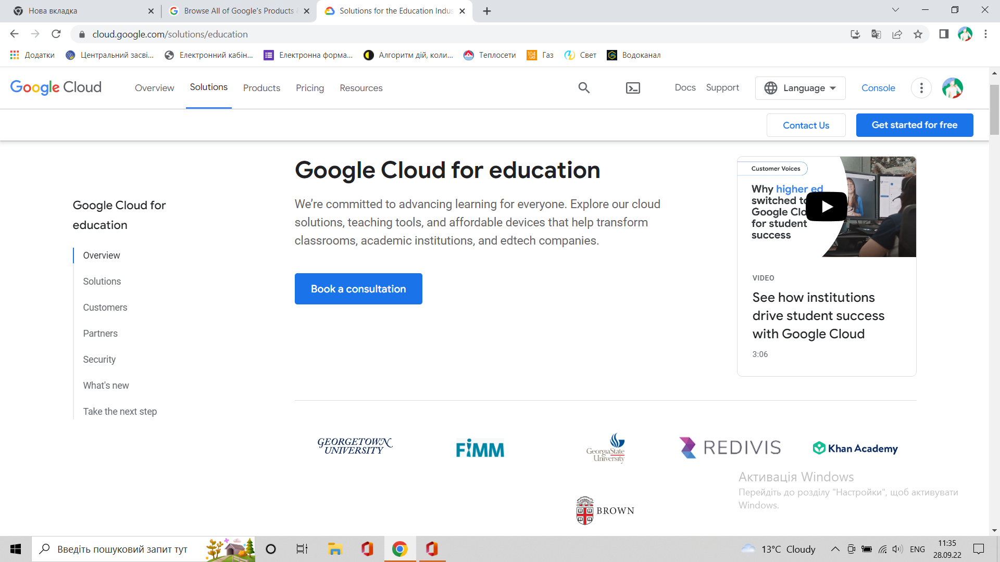 Нова вкладка
Browse All of Google's Products
Solutions for the Education Indus
cloud.google.com/solutions/education
Додатки
Центральний засві...
Електронний кабін...
Електронна форма...
Алгоритм дій, коли...
Теплосети
Газ
Свет
Водоканал
Google Cloud
Overview
Solutions
Products
Pricing
Resources
Docs
Support
Language
Console
Contact Us
Get started for free
Google Cloud for
education
Overview
Solutions
Customers
Partners
Security
What's new
Take the next step
Google Cloud for education
We’re committed to advancing learning for everyone. Explore our cloud
solutions, teaching tools, and affordable devices that help transform
classrooms, academic institutions, and edtech companies.
Book a consultation
Customer Voices
Why higher ed
switched to
Google Clo
for student
success
VIDEO
See how institutions
drive student success
with Google Cloud
3:06
GEORGETOWN
UNIVERSITY
FIMM
GeorgiaState
University
REDIVIS
Khan Academy
BROWN
Активація Windows
Перейдіть до розділу "Настройки", щоб активувати
Windows.
Введіть пошуковий запит тут
13°C Cloudy
ENG
11:35
28.09.22